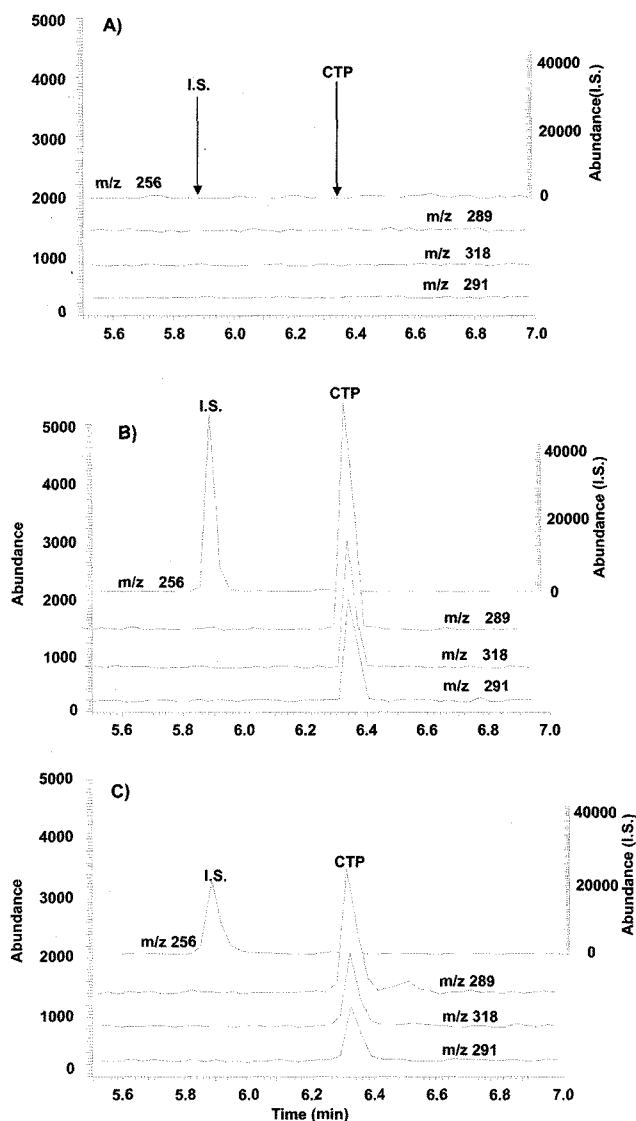 A)
5000
4000
3000
2000
1000
0
I.S.
CTP
40000
20000
0
Abundance(I.S.)
m/z 256
m/z 289
m/z 318
m/z 291
5.6 5.8 6.0 6.2 6.4 6.6 6.8 7.0
B)
I.S.
CTP
5000
4000
3000
2000
1000
0
Abundance
40000
20000
0
Abundance (I.S.)
m/z 256
m/z 289
m/z 318
m/z 291
5.6 5.8 6.0 6.2 6.4 6.6 6.8 7.0
C)
5000
4000
3000
2000
1000
0
Abundance
I.S.
CTP
40000
20000
0
Abundance (I.S.)
m/z 256
m/z 289
m/z 318
m/z 291
5.6 5.8 6.0 6.2 6.4 6.6 6.8 7.0
Time (min)